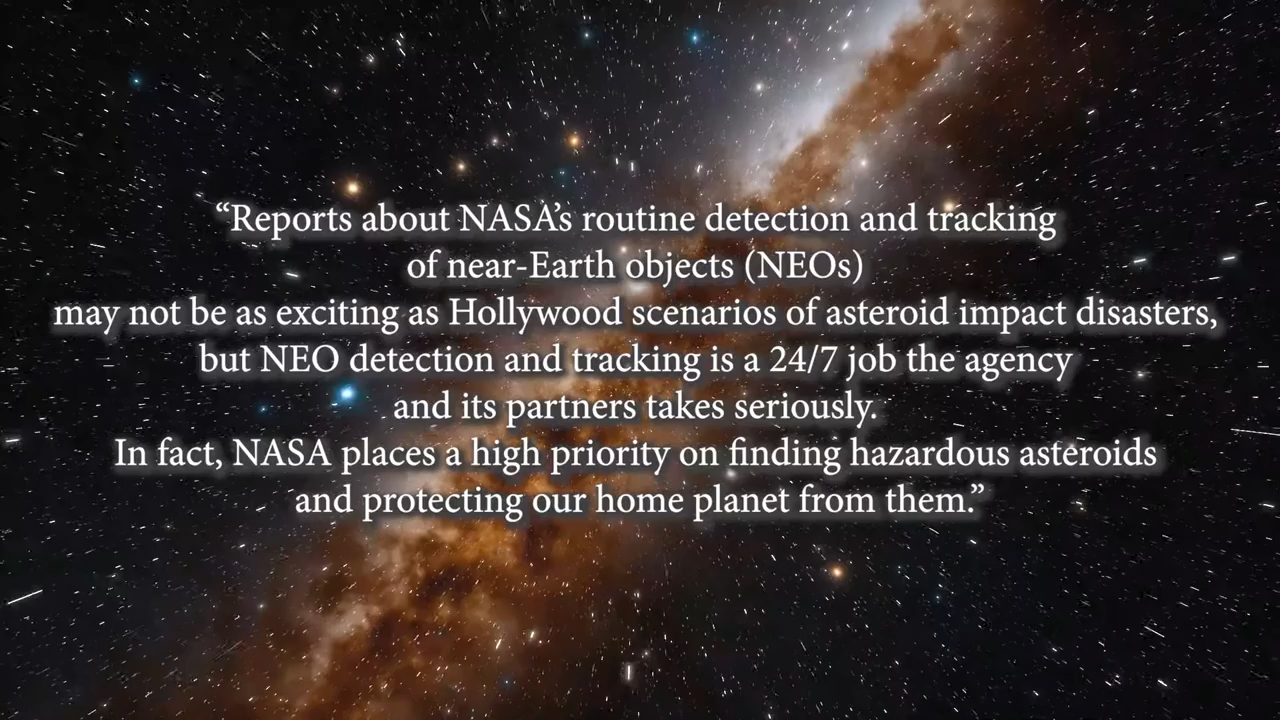 “Reports about NASA’s routine detection and tracking
of near-Earth objects (NEOs)
may not be as exciting as Hollywood scenarios of asteroid impact disasters,
but NEO detection and tracking is a 24/7 job the agency
and its partners takes seriously.
In fact, NASA places a high priority on finding hazardous asteroids
and protecting our home planet from them.”